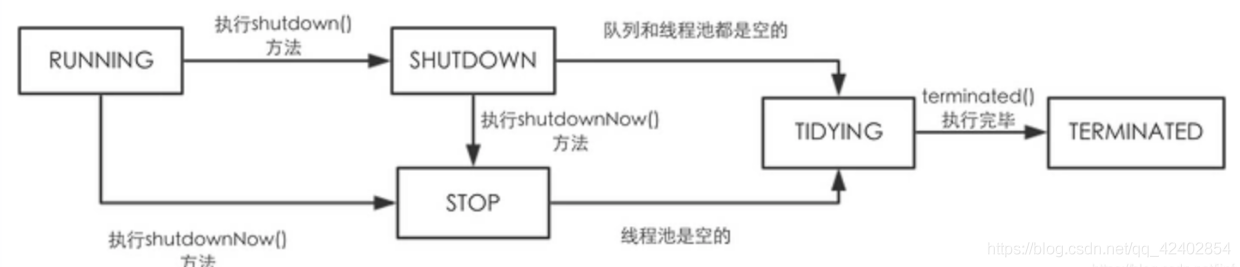 执行shutdown()
方法
队列和线程池都是空的
RUNNING
SHUTDOWN
terminated()
执行完毕
执行shutdownNow()
方法
TIDYING
TERMINATED
STOP
线程池是空的
执行shutdownNow()
方法
https://blog.csdn.net/qq_42402854